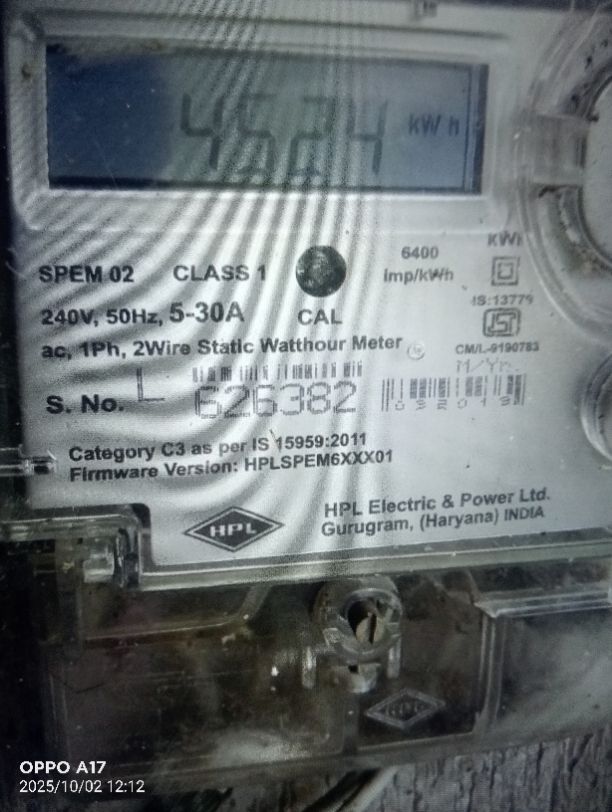 4524 kWh
6400
imp/kWh
KWh
SPEM 02 CLASS 1
IS:13779
240V, 50Hz, 5-30A CAL
CM/L-9190783
ac, 1Ph, 2Wire Static Watthour Meter
M/Yr.
S. No. L 626382
Category C3 as per IS 15959:2011
Firmware Version: HPLSPEM6XXX01
HPL
HPL Electric & Power Ltd.
Gurugram, (Haryana) INDIA
HPL
OPPO A17
2025/10/02 12:12